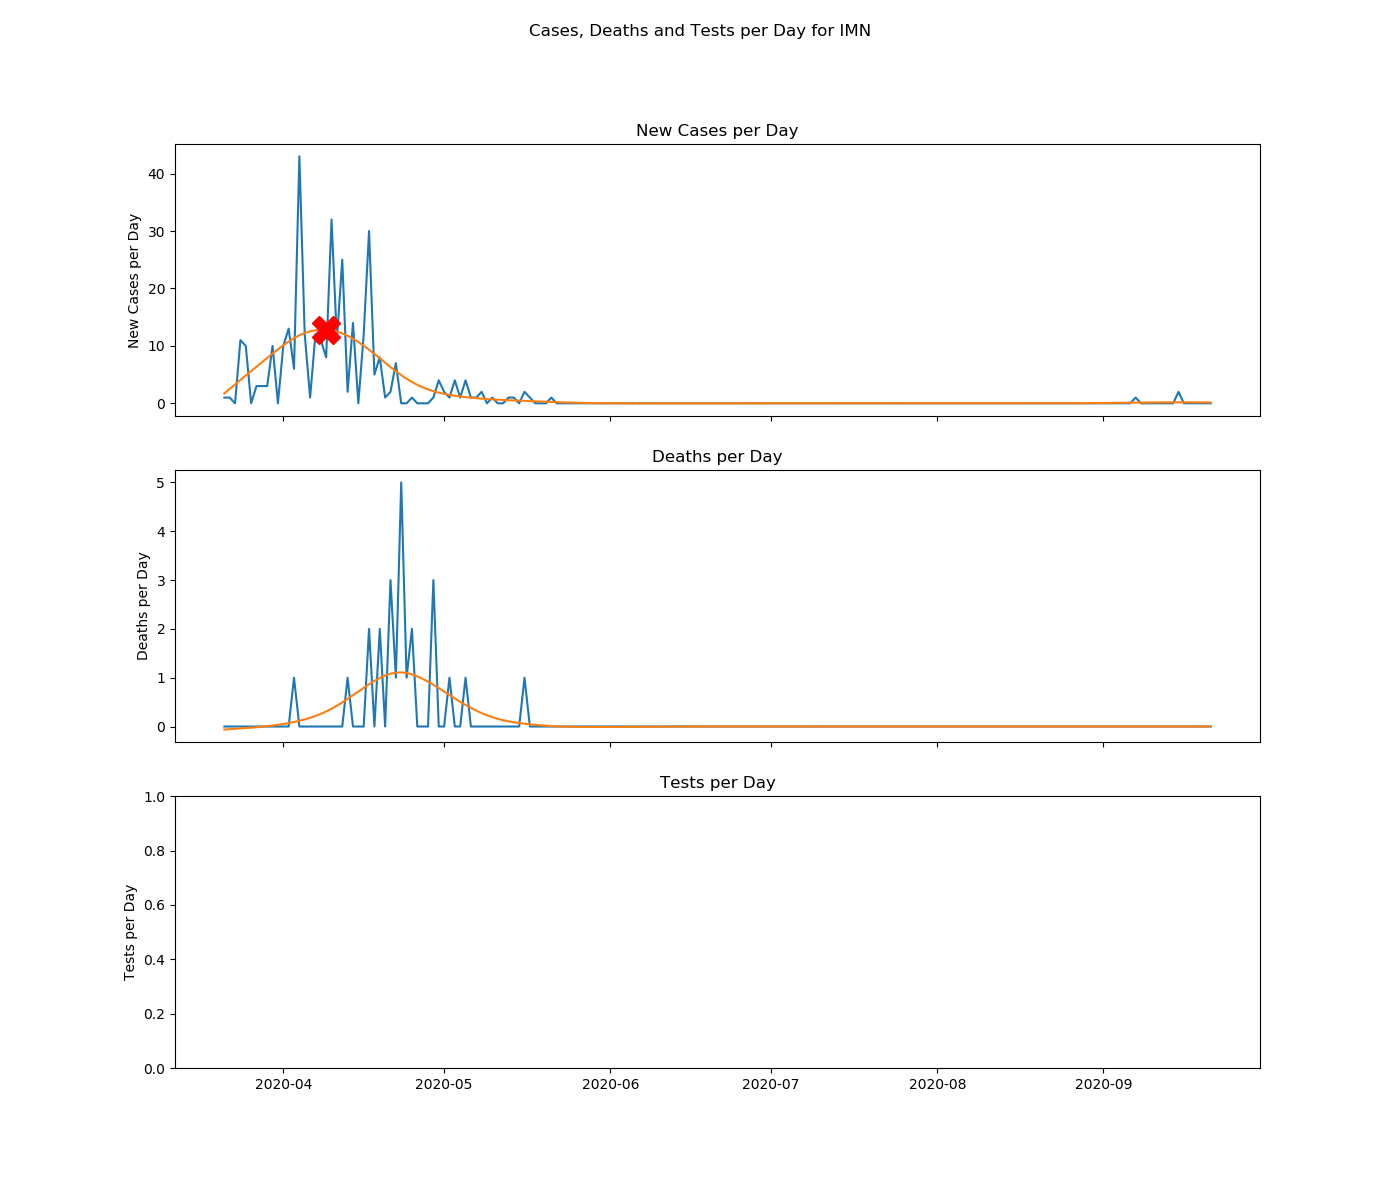 Cases, Deaths and Tests per Day for IMN
New Cases per Day
New Cases per Day
40
30
20
10
0
Deaths per Day
Deaths per Day
5
4
3
2
1
0
Tests per Day
Tests per Day
1.0
0.8
0.6
0.4
0.2
0.0
2020-04 2020-05 2020-06 2020-07 2020-08 2020-09